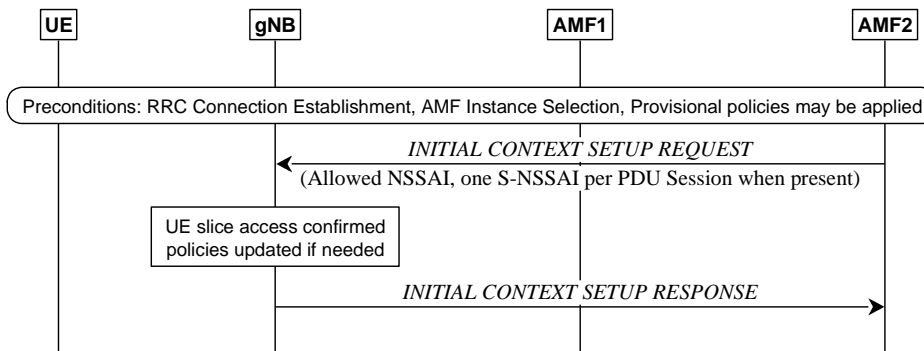 UE gNB AMF1 AMF2
Preconditions: RRC Connection Establishment, AMF Instance Selection, Provisional policies may be applied
INITIAL CONTEXT SETUP REQUEST
(Allowed NSSAI, one S-NSSAI per PDU Session when present)
UE slice access confirmed
policies updated if needed
INITIAL CONTEXT SETUP RESPONSE